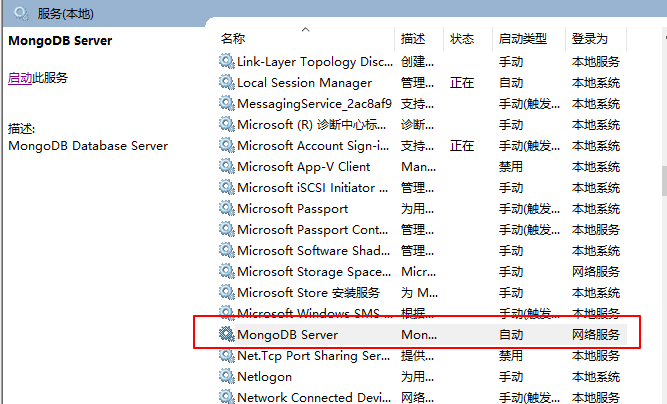 服务(本地)
MongoDB Server
启动此服务
描述:
MongoDB Database Server
名称 描述 状态 启动类型 登录为
Link-Layer Topology Disc... 创建... 手动 本地服务
Local Session Manager 管理... 正在 自动 本地系统
MessagingService_2ac8af9 支持... 手动(触发... 本地系统
Microsoft (R) 诊断中心标... 诊断... 手动 本地系统
Microsoft Account Sign-i... 支持... 正在 手动(触发... 本地系统
Microsoft App-V Client Man... 禁用 本地系统
Microsoft iSCSI Initiator ... 管理... 手动 本地系统
Microsoft Passport 为用... 手动(触发... 本地系统
Microsoft Passport Cont... 管理... 手动(触发... 本地服务
Microsoft Software Shad... 管理... 手动 本地系统
Microsoft Storage Space... Micr... 手动 网络服务
Microsoft Store 安装服务 为 M... 手动 本地系统
Microsoft Windows SMS ... 根据... 手动(触发... 本地服务
MongoDB Server Mon... 自动 网络服务
Net.Tcp Port Sharing Ser... 提供... 禁用 本地服务
Netlogon 为用... 手动 本地系统
Network Connected Devi... 网络... 手动(触发... 本地服务